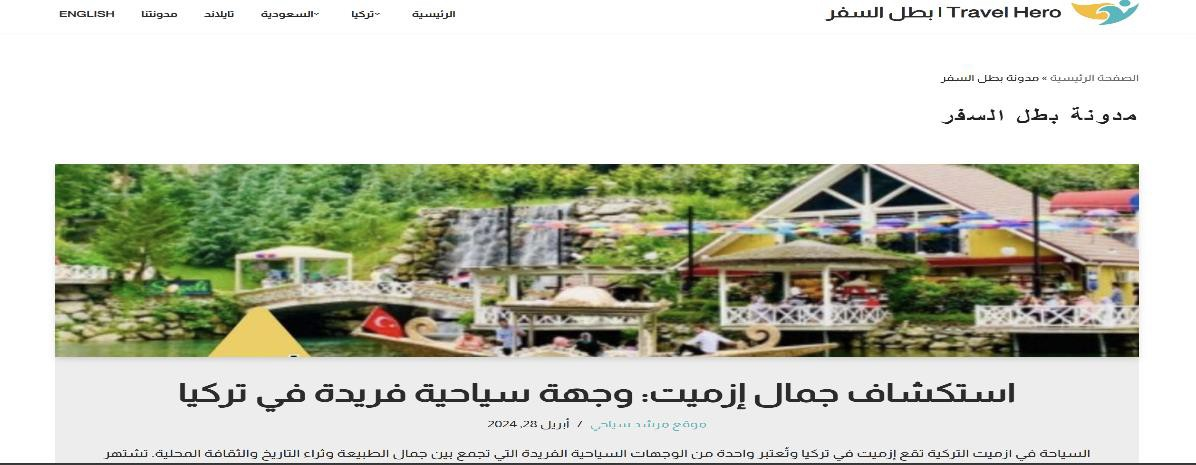 Travel Hero | بطل السفر
الرئيسية تركيا السعودية تايلاند مدونتنا ENGLISH
الصفحة الرئيسية » مدونة بطل السفر
مدونة بطل السفر
استكشاف جمال إزميت: وجهة سياحية فريدة في تركيا
موقع مرشد سياحي / أبريل 28, 2024
السياحة في ازميت التركية تقع إزميت في تركيا وتُعتبر واحدة من الوجهات السياحية الفريدة التي تجمع بين جمال الطبيعة وثراء التاريخ والثقافة المحلية. تشتهر